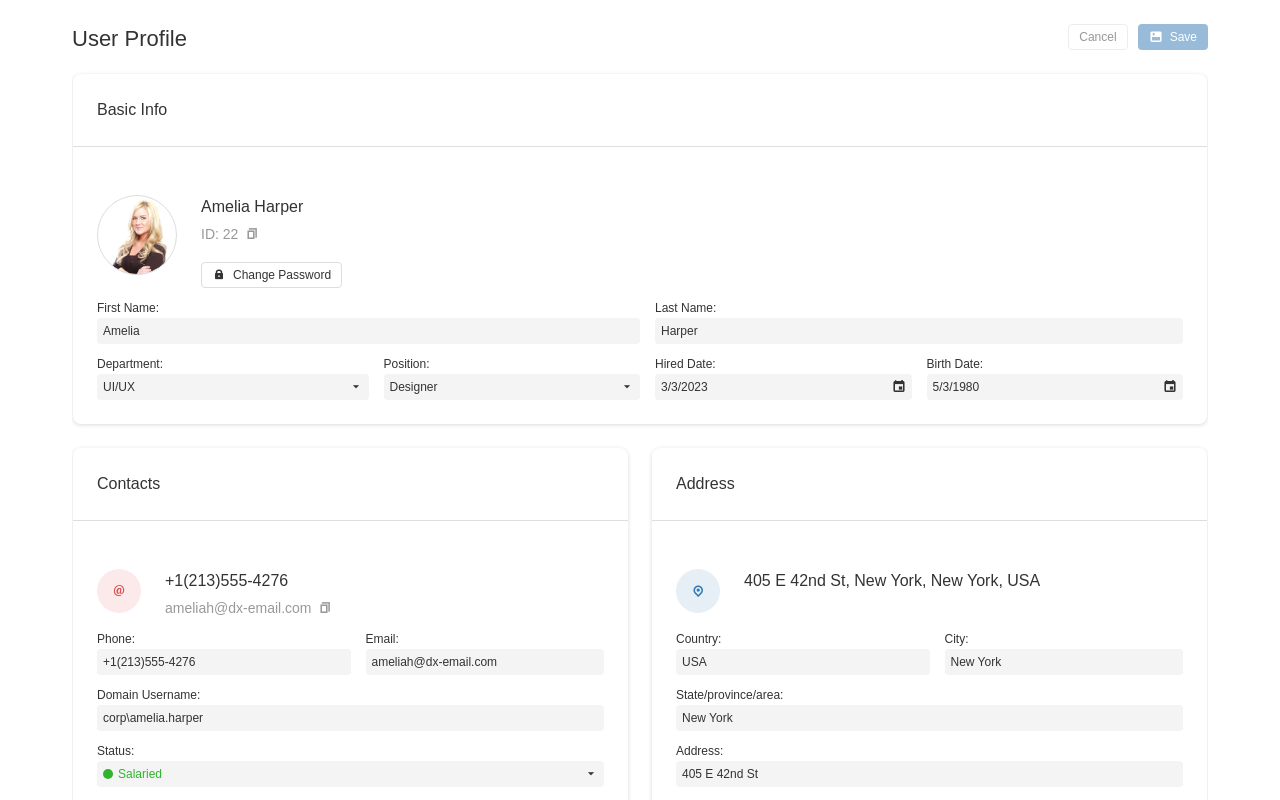 User Profile
Cancel
Save
Basic Info
Amelia Harper
ID: 22
Change Password
First Name:
Last Name:
Amelia
Harper
Department:
Position:
Hired Date:
Birth Date:
UI/UX
Designer
3/3/2023
5/3/1980
Contacts
+1(213)555-4276
ameliah@dx-email.com
Phone:
Email:
+1(213)555-4276
ameliah@dx-email.com
Domain Username:
corp\amelia.harper
Status:
Salaried
Address
405 E 42nd St, New York, New York, USA
Country:
City:
USA
New York
State/province/area:
New York
Address:
405 E 42nd St